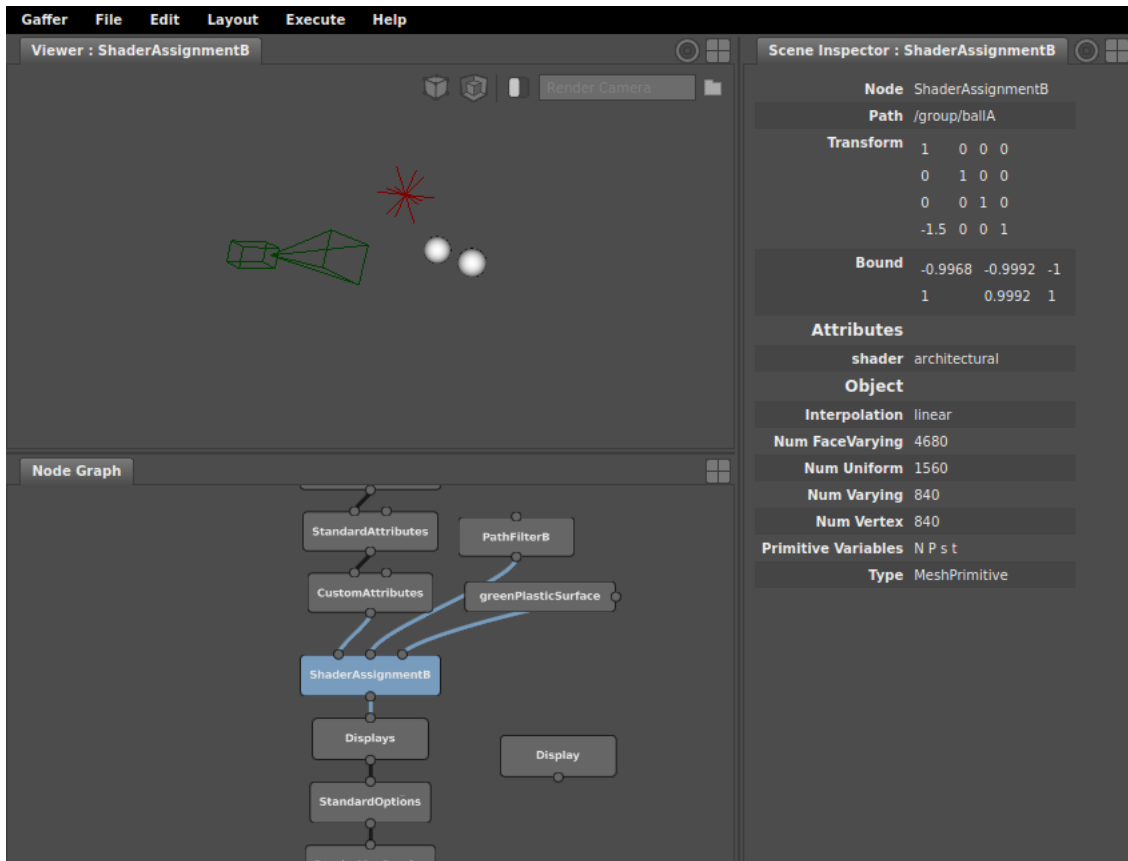 Gaffer File Edit Layout Execute Help
Viewer : ShaderAssignmentB
Render Camera
Node Graph
StandardAttributes
PathFilterB
CustomAttributes
greenPlasticSurface
ShaderAssignmentB
Displays
Display
StandardOptions
Scene Inspector : ShaderAssignmentB
Node ShaderAssignmentB
Path /group/ballA
Transform 1 0 0 0
0 1 0 0
0 0 1 0
-1.5 0 0 1
Bound -0.9968 -0.9992 -1
1 0.9992 1
Attributes
shader architectural
Object
Interpolation linear
Num FaceVarying 4680
Num Uniform 1560
Num Varying 840
Num Vertex 840
Primitive Variables N P s t
Type MeshPrimitive